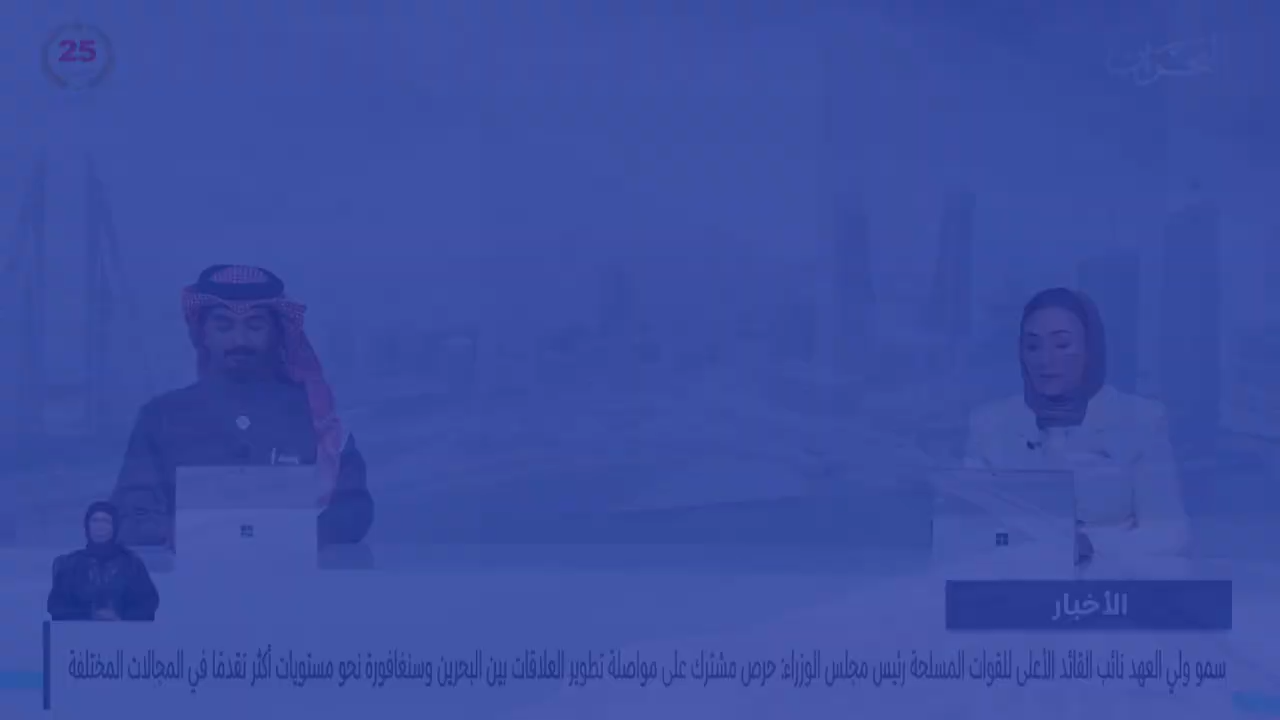 25
البحرين
الأخبار
سمو ولي العهد نائب القائد الأعلى للقوات المسلحة رئيس مجلس الوزراء: حرص مشترك على مواصلة تطوير العلاقات بين البحرين وسنغافورة نحو مستويات أكثر تقدمًا في المجالات المختلفة